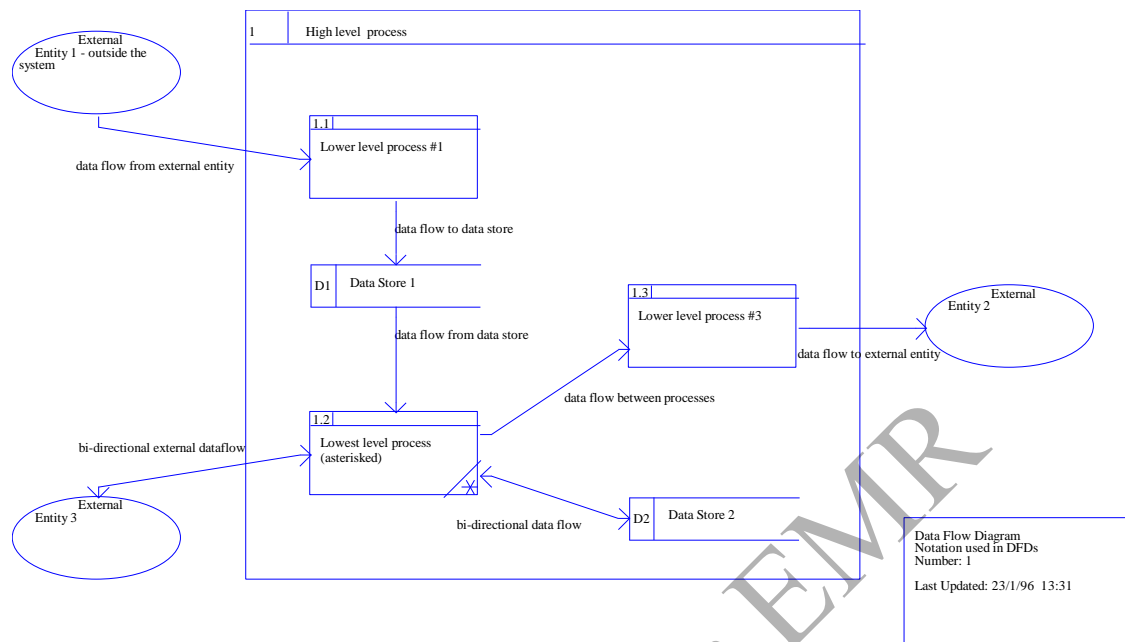 1 High level process
External
Entity 1 - outside the
system
1.1
Lower level process #1
data flow from external entity
data flow to data store
D1 Data Store 1
1.3
Lower level process #3
External
Entity 2
data flow from data store
data flow to external entity
data flow between processes
1.2
Lowest level process
(asterisked)
*
bi-directional external dataflow
External
Entity 3
bi-directional data flow
D2 Data Store 2
Data Flow Diagram
Notation used in DFDs
Number: 1
Last Updated: 23/1/96 13:31
EMR